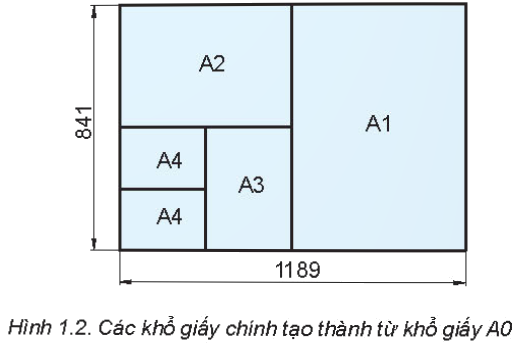 A2
A1
841
A4
A3
A4
1189
Hình 1.2. Các khổ giấy chính tạo thành từ khổ giấy A0